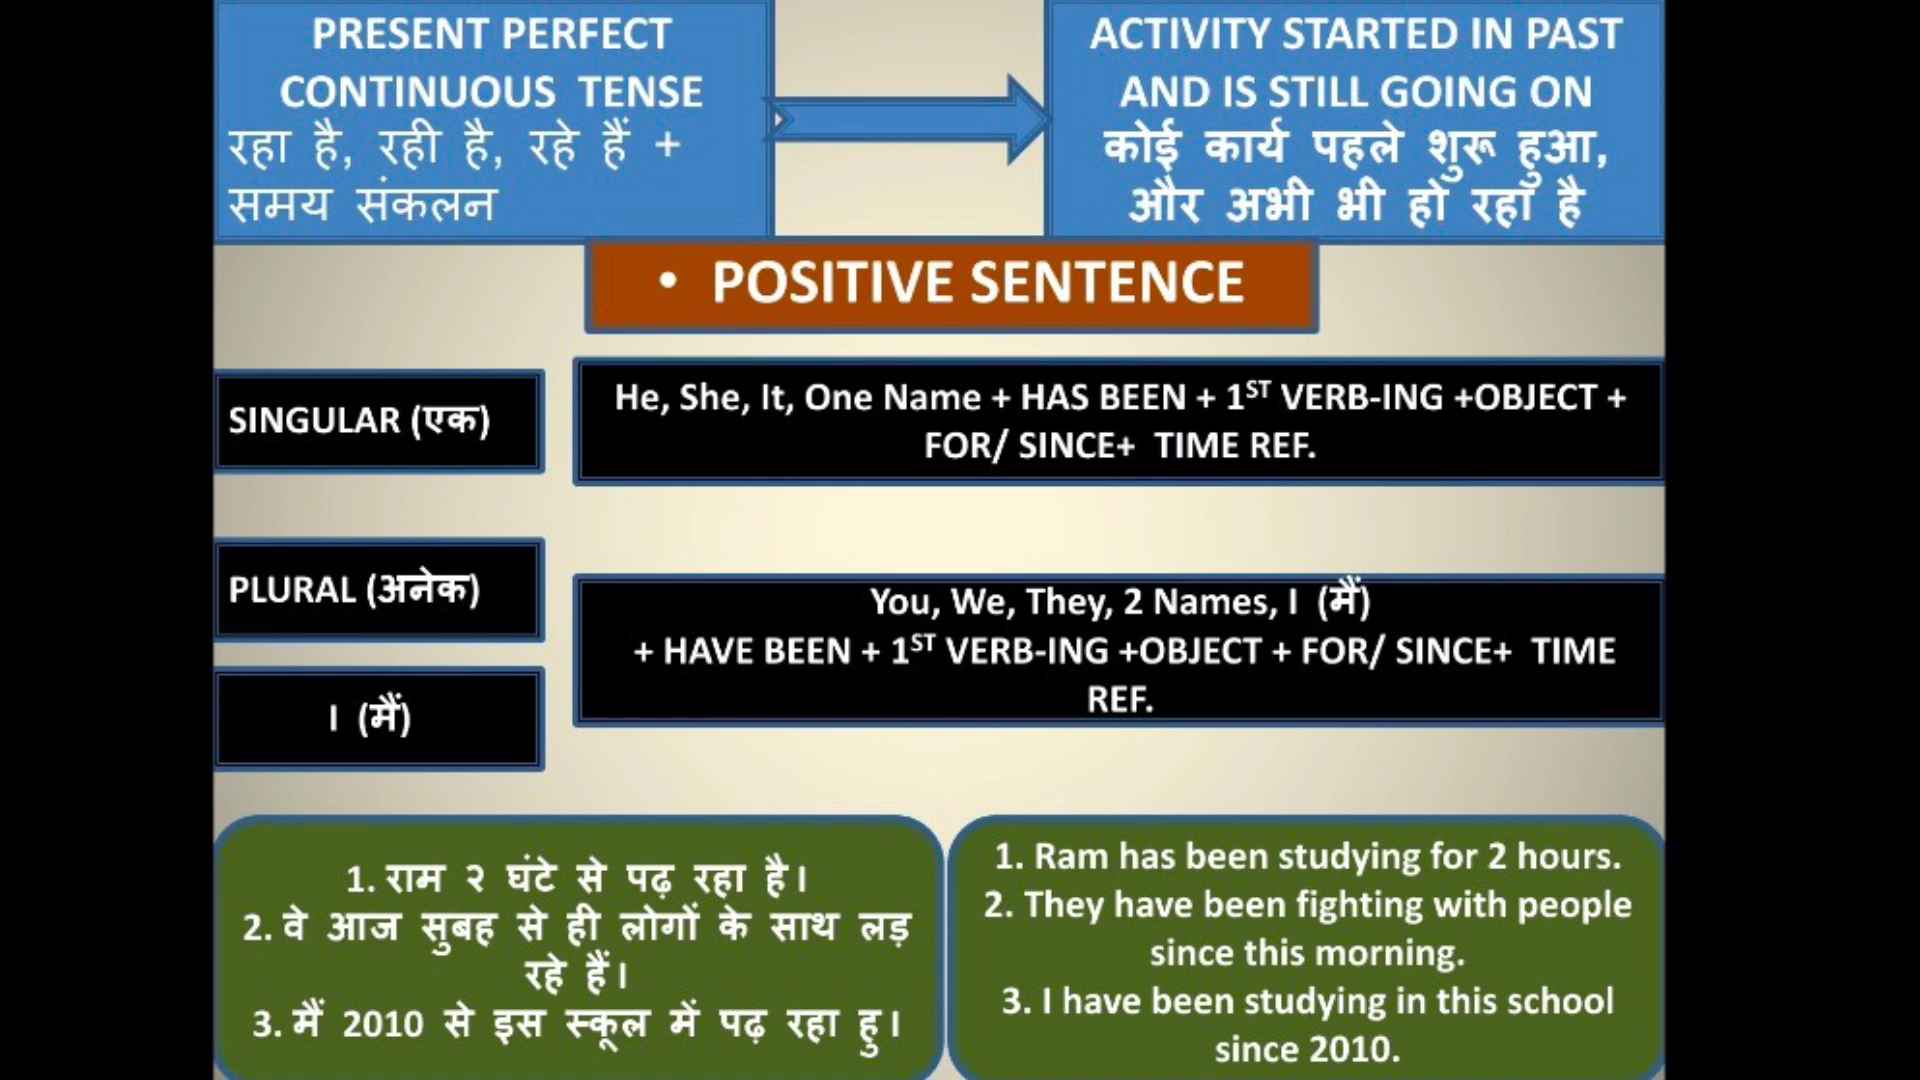 PRESENT PERFECT
CONTINUOUS TENSE
रहा है, रही है, रहे हैं +
समय संकलन
ACTIVITY STARTED IN PAST
AND IS STILL GOING ON
कोई कार्य पहले शुरू हुआ,
और अभी भी हो रहा है
• POSITIVE SENTENCE
SINGULAR (एक)
He, She, It, One Name + HAS BEEN + 1ST VERB-ING +OBJECT +
FOR/ SINCE+ TIME REF.
PLURAL (अनेक)
I (मैं)
You, We, They, 2 Names, I (मैं)
+ HAVE BEEN + 1ST VERB-ING +OBJECT + FOR/ SINCE+ TIME
REF.
1. राम २ घंटे से पढ़ रहा है।
2. वे आज सुबह से ही लोगों के साथ लड़
रहे हैं।
3. मैं 2010 से इस स्कूल में पढ़ रहा हु।
1. Ram has been studying for 2 hours.
2. They have been fighting with people
since this morning.
3. I have been studying in this school
since 2010.